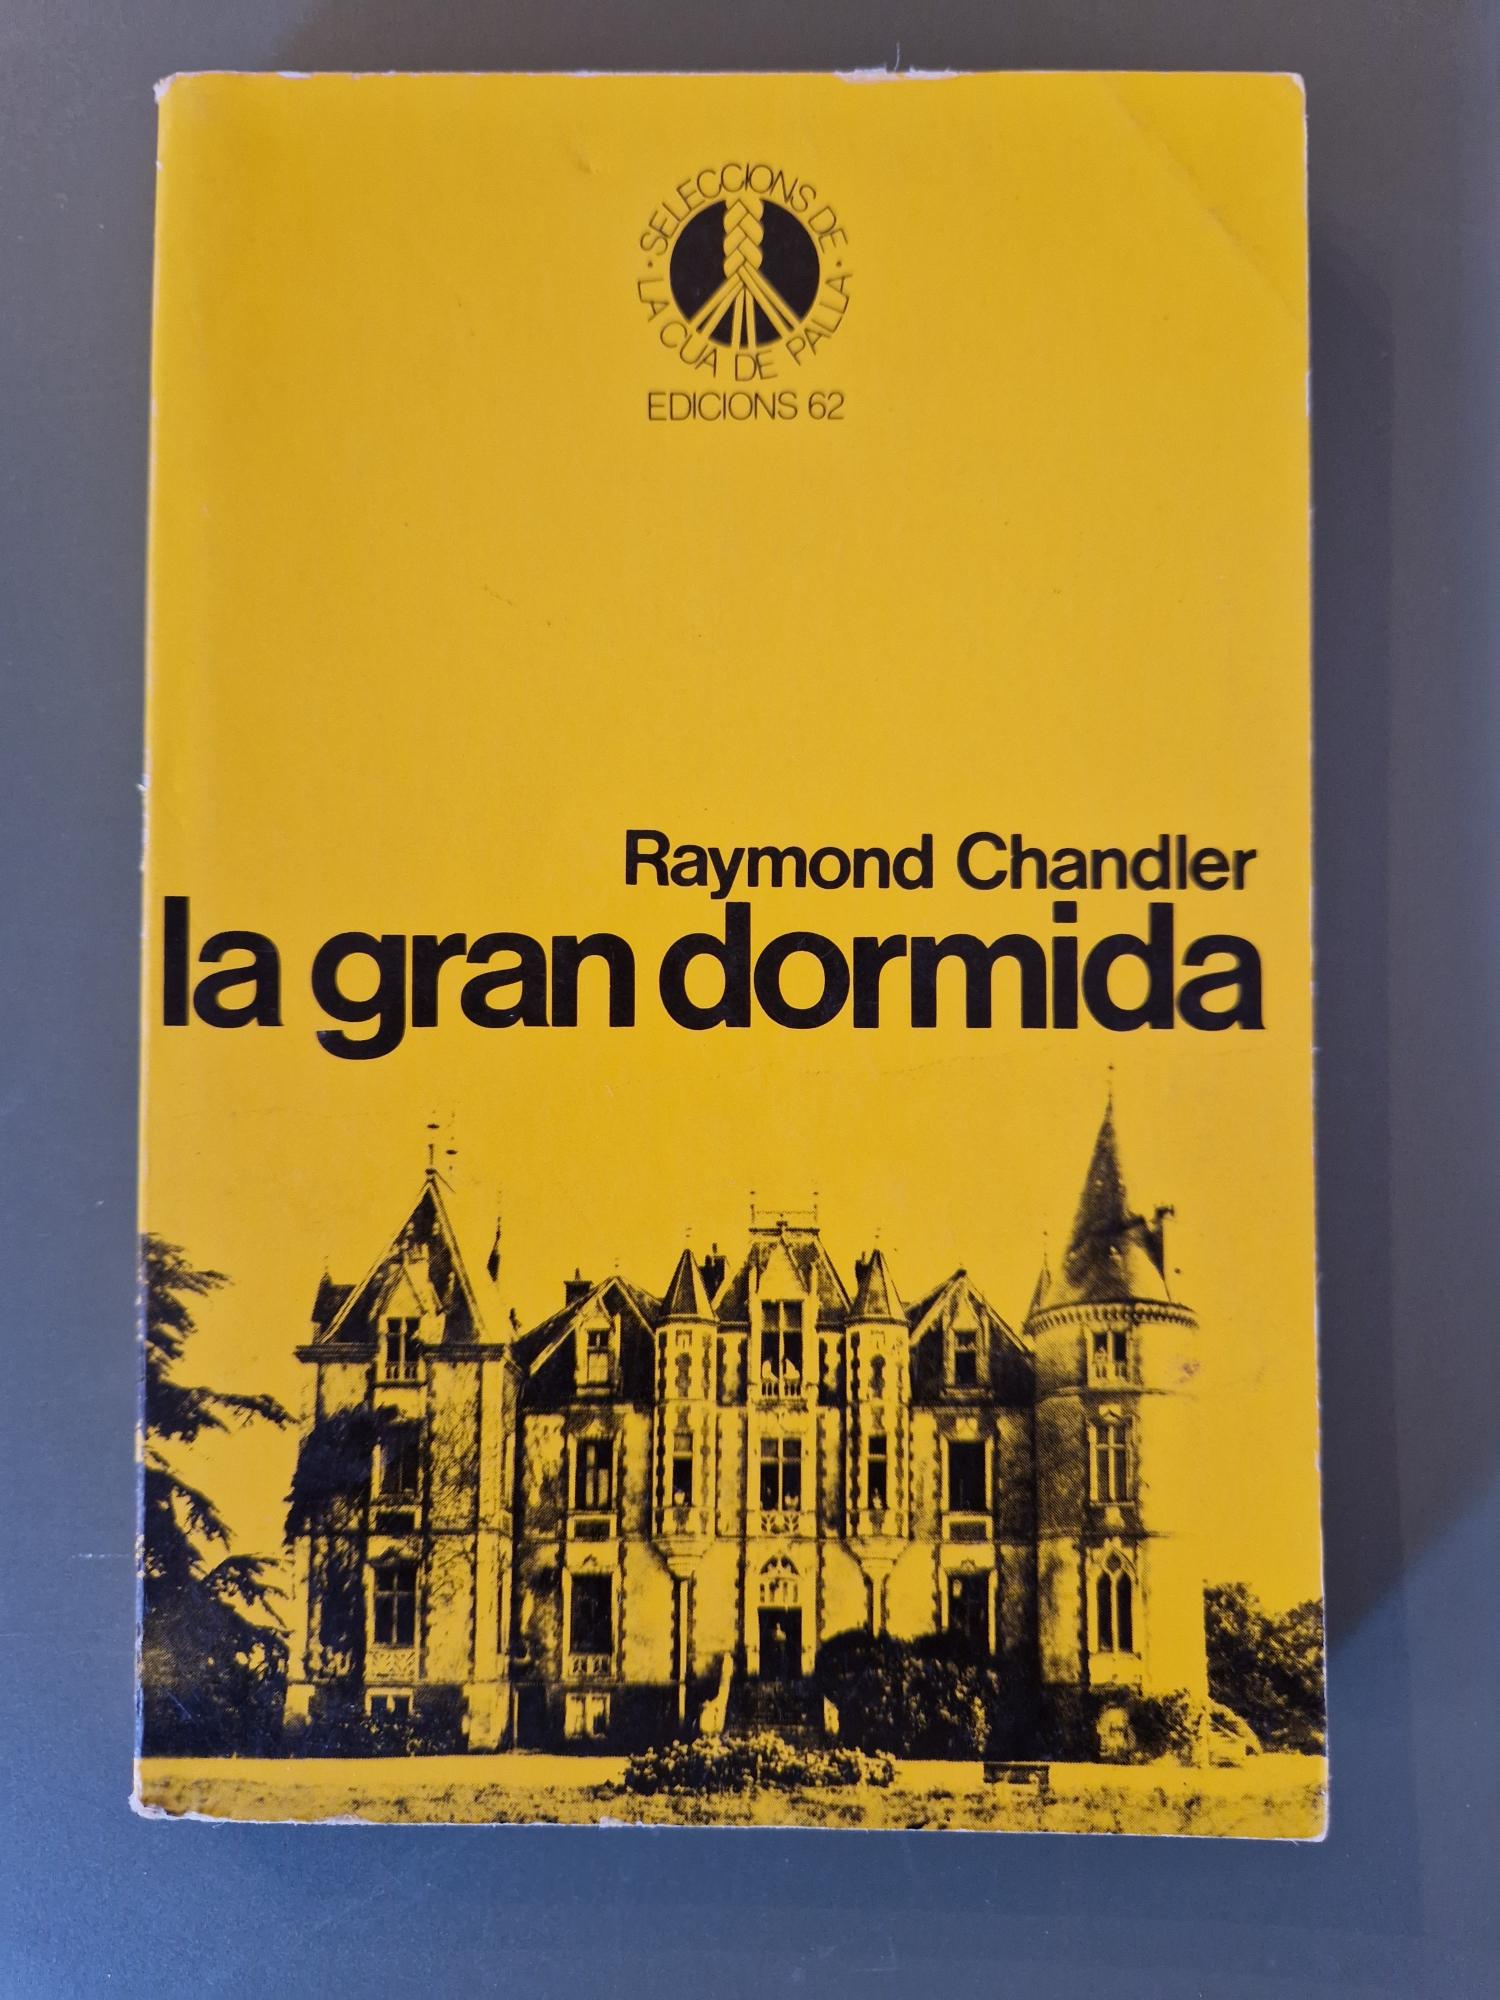 SELECCIONS DE
LA CUA DE PALLA
EDICIONS 62
Raymond Chandler
la gran dormida